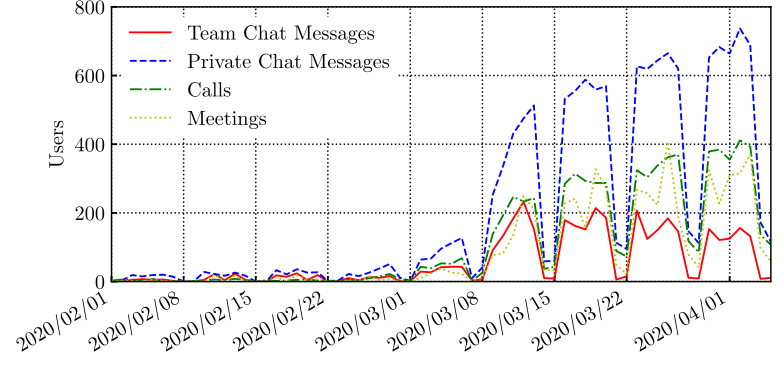 800
600
400
200
0
Users
Team Chat Messages
Private Chat Messages
Calls
Meetings
2020/02/01
2020/02/08
2020/02/15
2020/02/22
2020/03/01
2020/03/08
2020/03/15
2020/03/22
2020/04/01